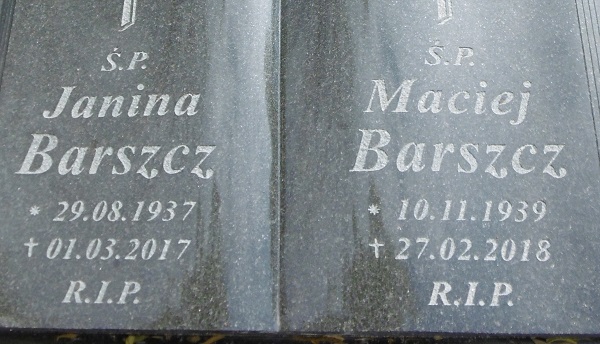 Ś.P.
Janina
Barszcz
* 29.08.1937
✝ 01.03.2017
R.I.P.
Ś.P.
Maciej
Barszcz
* 10.11.1939
✝ 27.02.2018
R.I.P.